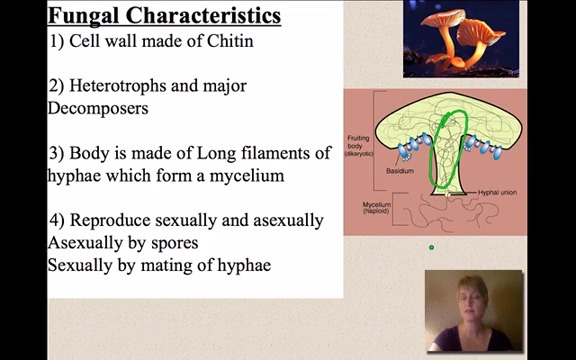 Fungal Characteristics
1) Cell wall made of Chitin
2) Heterotrophs and major
Decomposers
3) Body is made of Long filaments of
hyphae which form a mycelium
4) Reproduce sexually and asexually
Asexually by spores
Sexually by mating of hyphae
Fruiting
body
(dikaryotic)
Basidium
Hyphal union
Mycelium
(haploid)